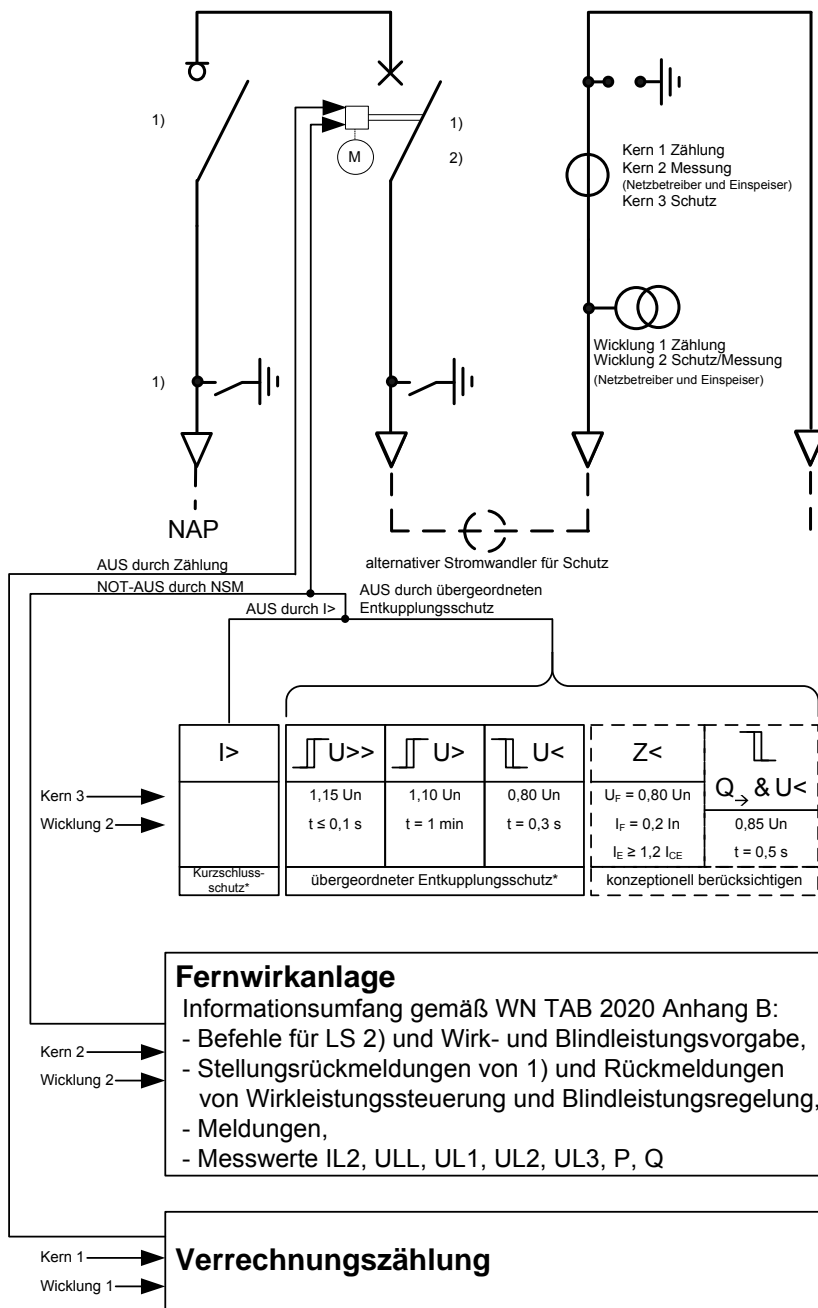 1)
M
1)
2)
Kern 1 Zählung
Kern 2 Messung
(Netzbetreiber und Einspeiser)
Kern 3 Schutz
Wicklung 1 Zählung
Wicklung 2 Schutz/Messung
(Netzbetreiber und Einspeiser)
1)
NAP
alternativer Stromwandler für Schutz
AUS durch Zählung
NOT-AUS durch NSM
AUS durch I>
AUS durch übergeordneten
Entkupplungsschutz
I>
U>>
U>
U<
Z<
Q→ & U<
Kern 3
Wicklung 2
1,15 Un
t ≤ 0,1 s
1,10 Un
t = 1 min
0,80 Un
t = 0,3 s
UF = 0,80 Un
IF = 0,2 In
IE ≥ 1,2 ICE
0,85 Un
t = 0,5 s
Kurzschluss-
schutz*
übergeordneter Entkupplungsschutz*
konzeptionell berücksichtigen
Fernwirkanlage
Informationsumfang gemäß WN TAB 2020 Anhang B:
- Befehle für LS 2) und Wirk- und Blindleistungsvorgabe,
- Stellungsrückmeldungen von 1) und Rückmeldungen
von Wirkleistungssteuerung und Blindleistungsregelung,
- Meldungen,
- Messwerte IL2, ULL, UL1, UL2, UL3, P, Q
Kern 2
Wicklung 2
Verrechnungszählung
Kern 1
Wicklung 1